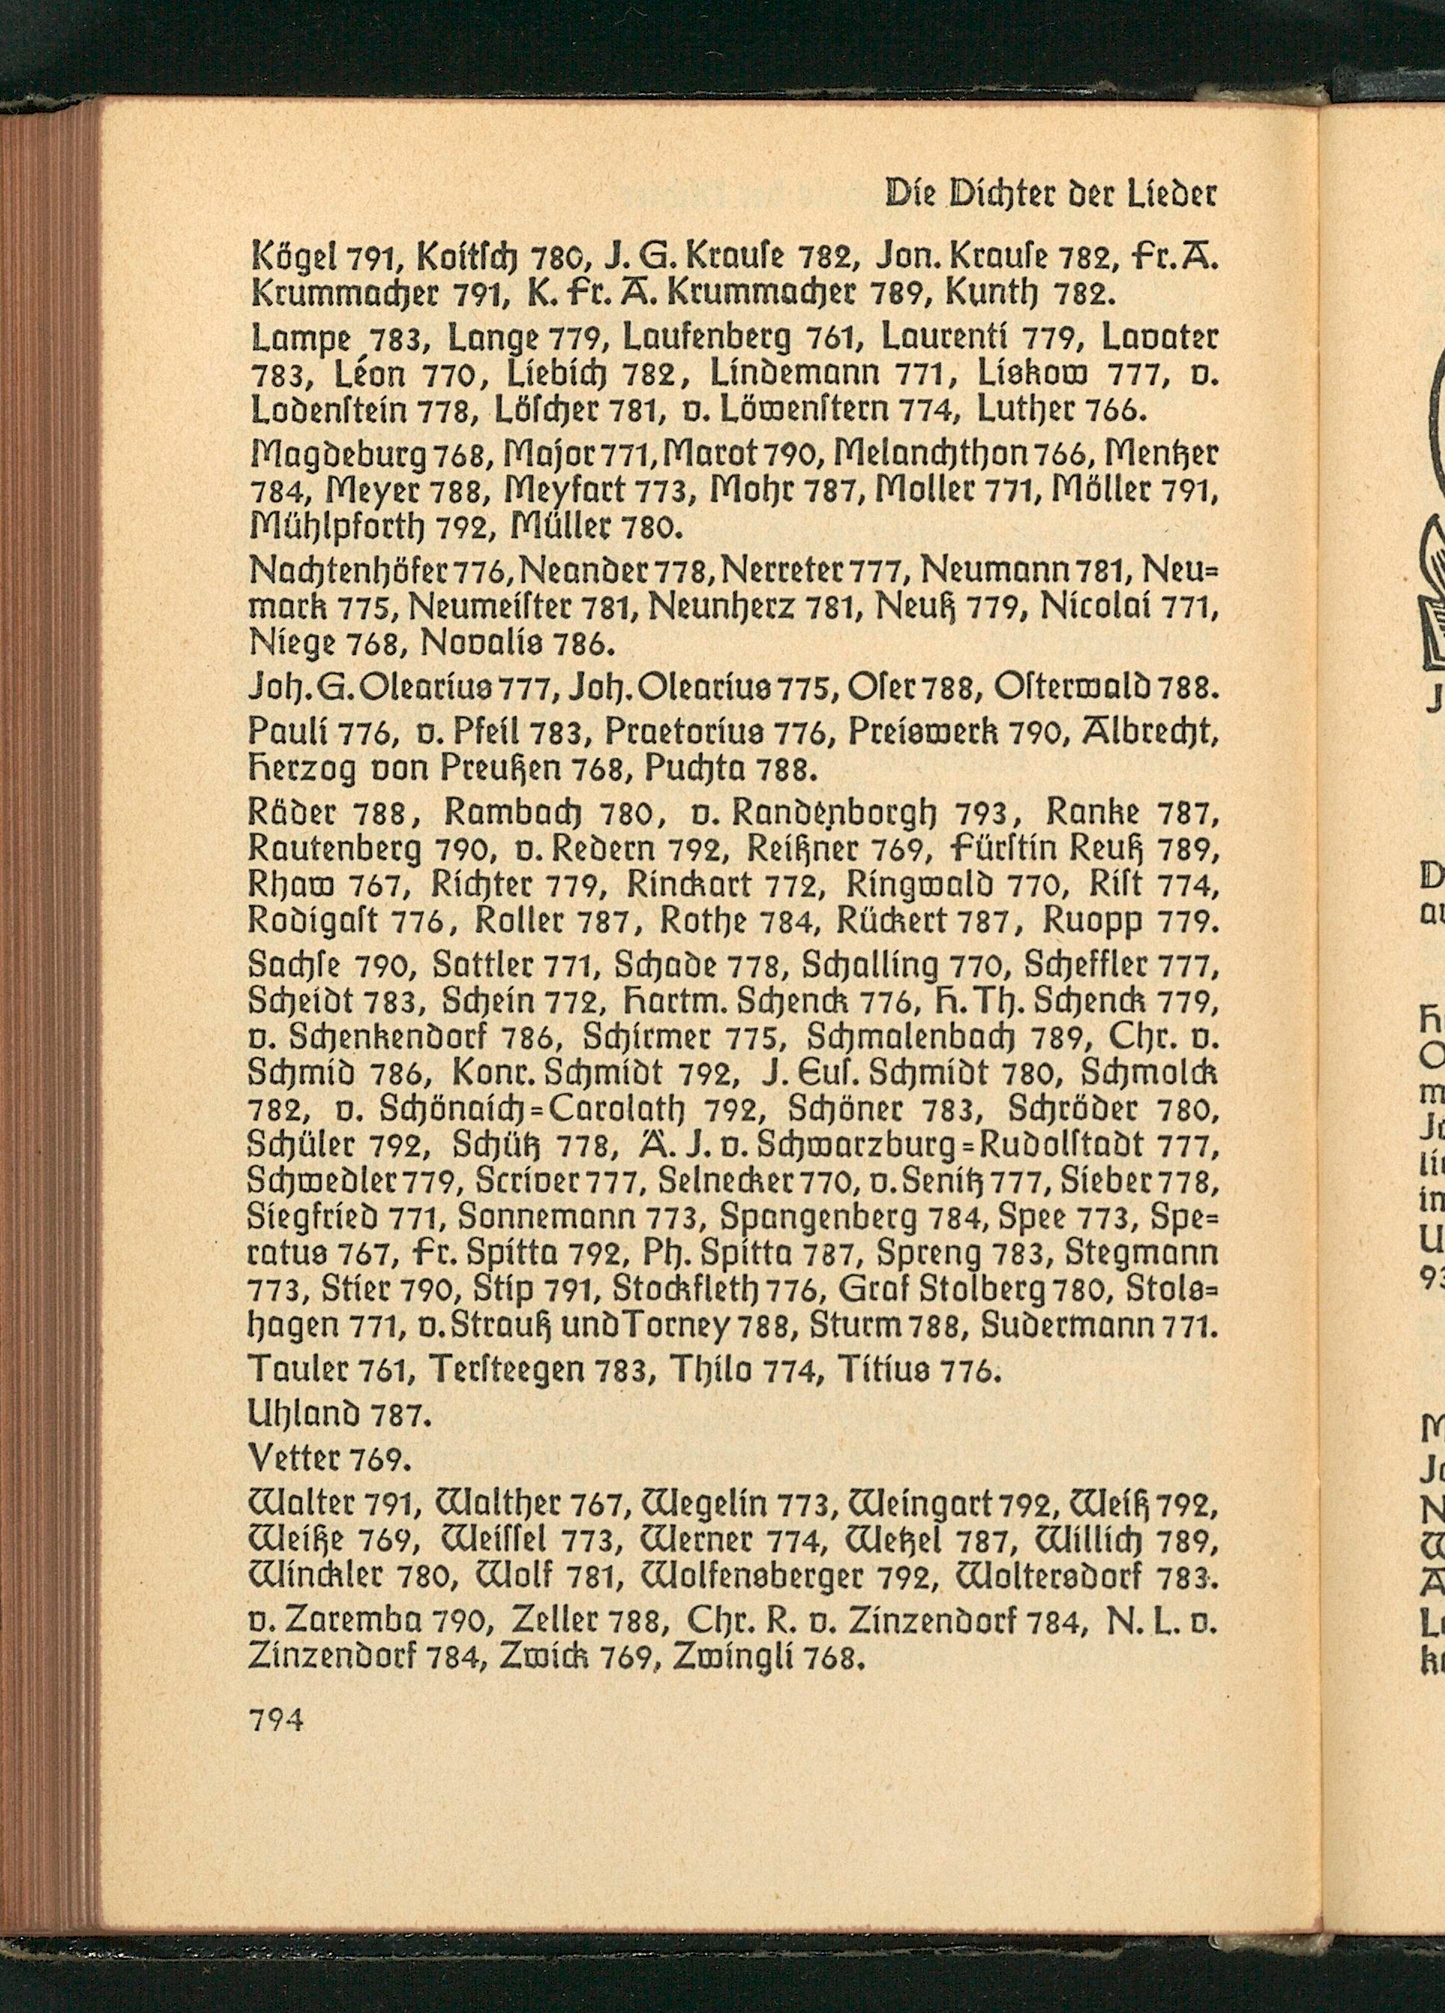 Die Dichter der Lieder
Kögel 791, Koitſch 780, J. G. Krauſe 782, Jon. Krauſe 782, Fr. A.
Krummacher 791, K. Fr. A. Krummacher 789, Kunth 782.
Lampe 783, Lange 779, Laufenberg 761, Laurenti 779, Lavater
783, Léon 770, Liebich 782, Lindemann 771, Liskow 777, v.
Lodenſtein 778, Löſcher 781, v. Löwenſtern 774, Luther 766.
Magdeburg 768, Major 771, Marot 790, Melanchthon 766, Mentzer
784, Meyer 788, Meyfart 773, Mohr 787, Moller 771, Möller 791,
Mühlpforth 792, Müller 780.
Nachtenhöfer 776, Neander 778, Nerreter 777, Neumann 781, Neu=
mark 775, Neumeiſter 781, Neunherz 781, Neuß 779, Nicolai 771,
Niege 768, Novalis 786.
Joh. G. Olearius 777, Joh. Olearius 775, Oſer 788, Oſterwald 788.
Pauli 776, v. Pfeil 783, Praetorius 776, Preiswerk 790, Albrecht,
Herzog von Preußen 768, Puchta 788.
Räder 788, Rambach 780, v. Randenborgh 793, Ranke 787,
Rautenberg 790, v. Redern 792, Reißner 769, Fürſtin Reuß 789,
Rhaw 767, Richter 779, Rinckart 772, Ringwald 770, Riſt 774,
Rodigaſt 776, Roller 787, Rothe 784, Rückert 787, Ruopp 779.
Sachſe 790, Sattler 771, Schade 778, Schalling 770, Scheffler 777,
Scheidt 783, Schein 772, Hartm. Schenck 776, H. Th. Schenck 779,
v. Schenkendorf 786, Schirmer 775, Schmalenbach 789, Chr. v.
Schmid 786, Konr. Schmidt 792, J. Euſ. Schmidt 780, Schmolck
782, v. Schönaich=Carolath 792, Schöner 783, Schröder 780,
Schüler 792, Schütz 778, Ä. J. v. Schwarzburg=Rudolſtadt 777,
Schwedler 779, Scriver 777, Selnecker 770, v. Senitz 777, Sieber 778,
Siegfried 771, Sonnemann 773, Spangenberg 784, Spee 773, Spe=
ratus 767, Fr. Spitta 792, Ph. Spitta 787, Spreng 783, Stegmann
773, Stier 790, Stip 791, Stockfleth 776, Graf Stolberg 780, Stols=
hagen 771, v. Strauß und Torney 788, Sturm 788, Sudermann 771.
Tauler 761, Terſteegen 783, Thilo 774, Titius 776.
Uhland 787.
Vetter 769.
Walter 791, Walther 767, Wegelin 773, Weingart 792, Weiß 792,
Weiße 769, Weiſſel 773, Werner 774, Wetzel 787, Willich 789,
Winckler 780, Wolf 781, Wolfensberger 792, Woltersdorf 783.
v. Zaremba 790, Zeller 788, Chr. R. v. Zinzendorf 784, N. L. v.
Zinzendorf 784, Zwick 769, Zwingli 768.
794